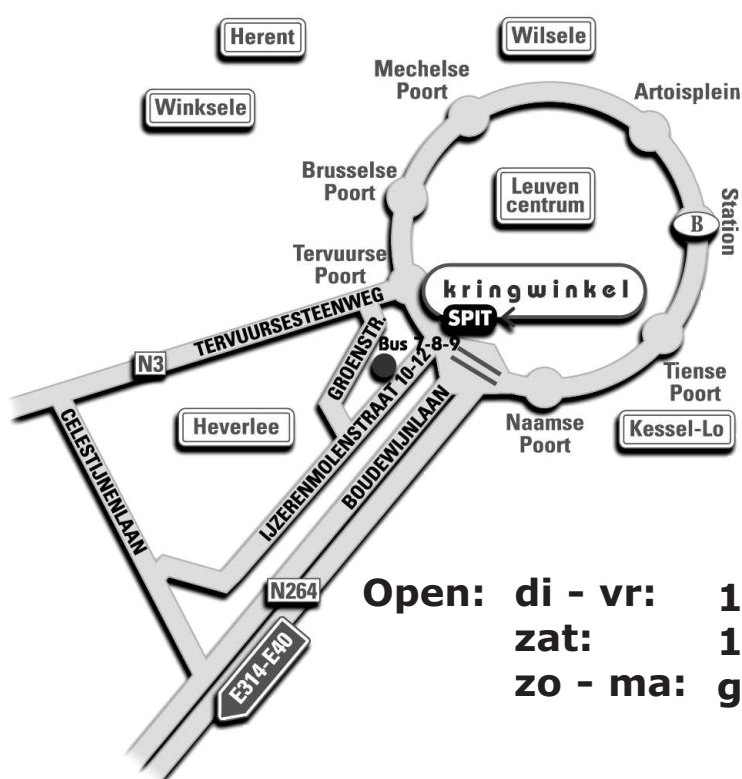 Herent
Wilsele
Mechelse
Poort
Artoisplein
Winksele
Brusselse
Poort
Leuven
centrum
Station
B
Tervuurse
Poort
kringwinkel
SPIT
TERVUURSESTEENWEG
N3
GROENSTR.
Bus 7-8-9
IJZERENMOLENSTRAAT 10-12
BOUDEWIJNLAAN
CELESTIJNENLAAN
Heverlee
Tiense
Poort
Naamse
Poort
Kessel-Lo
N264
E314-E40
Open: di - vr: 1
zat: 1
zo - ma: g